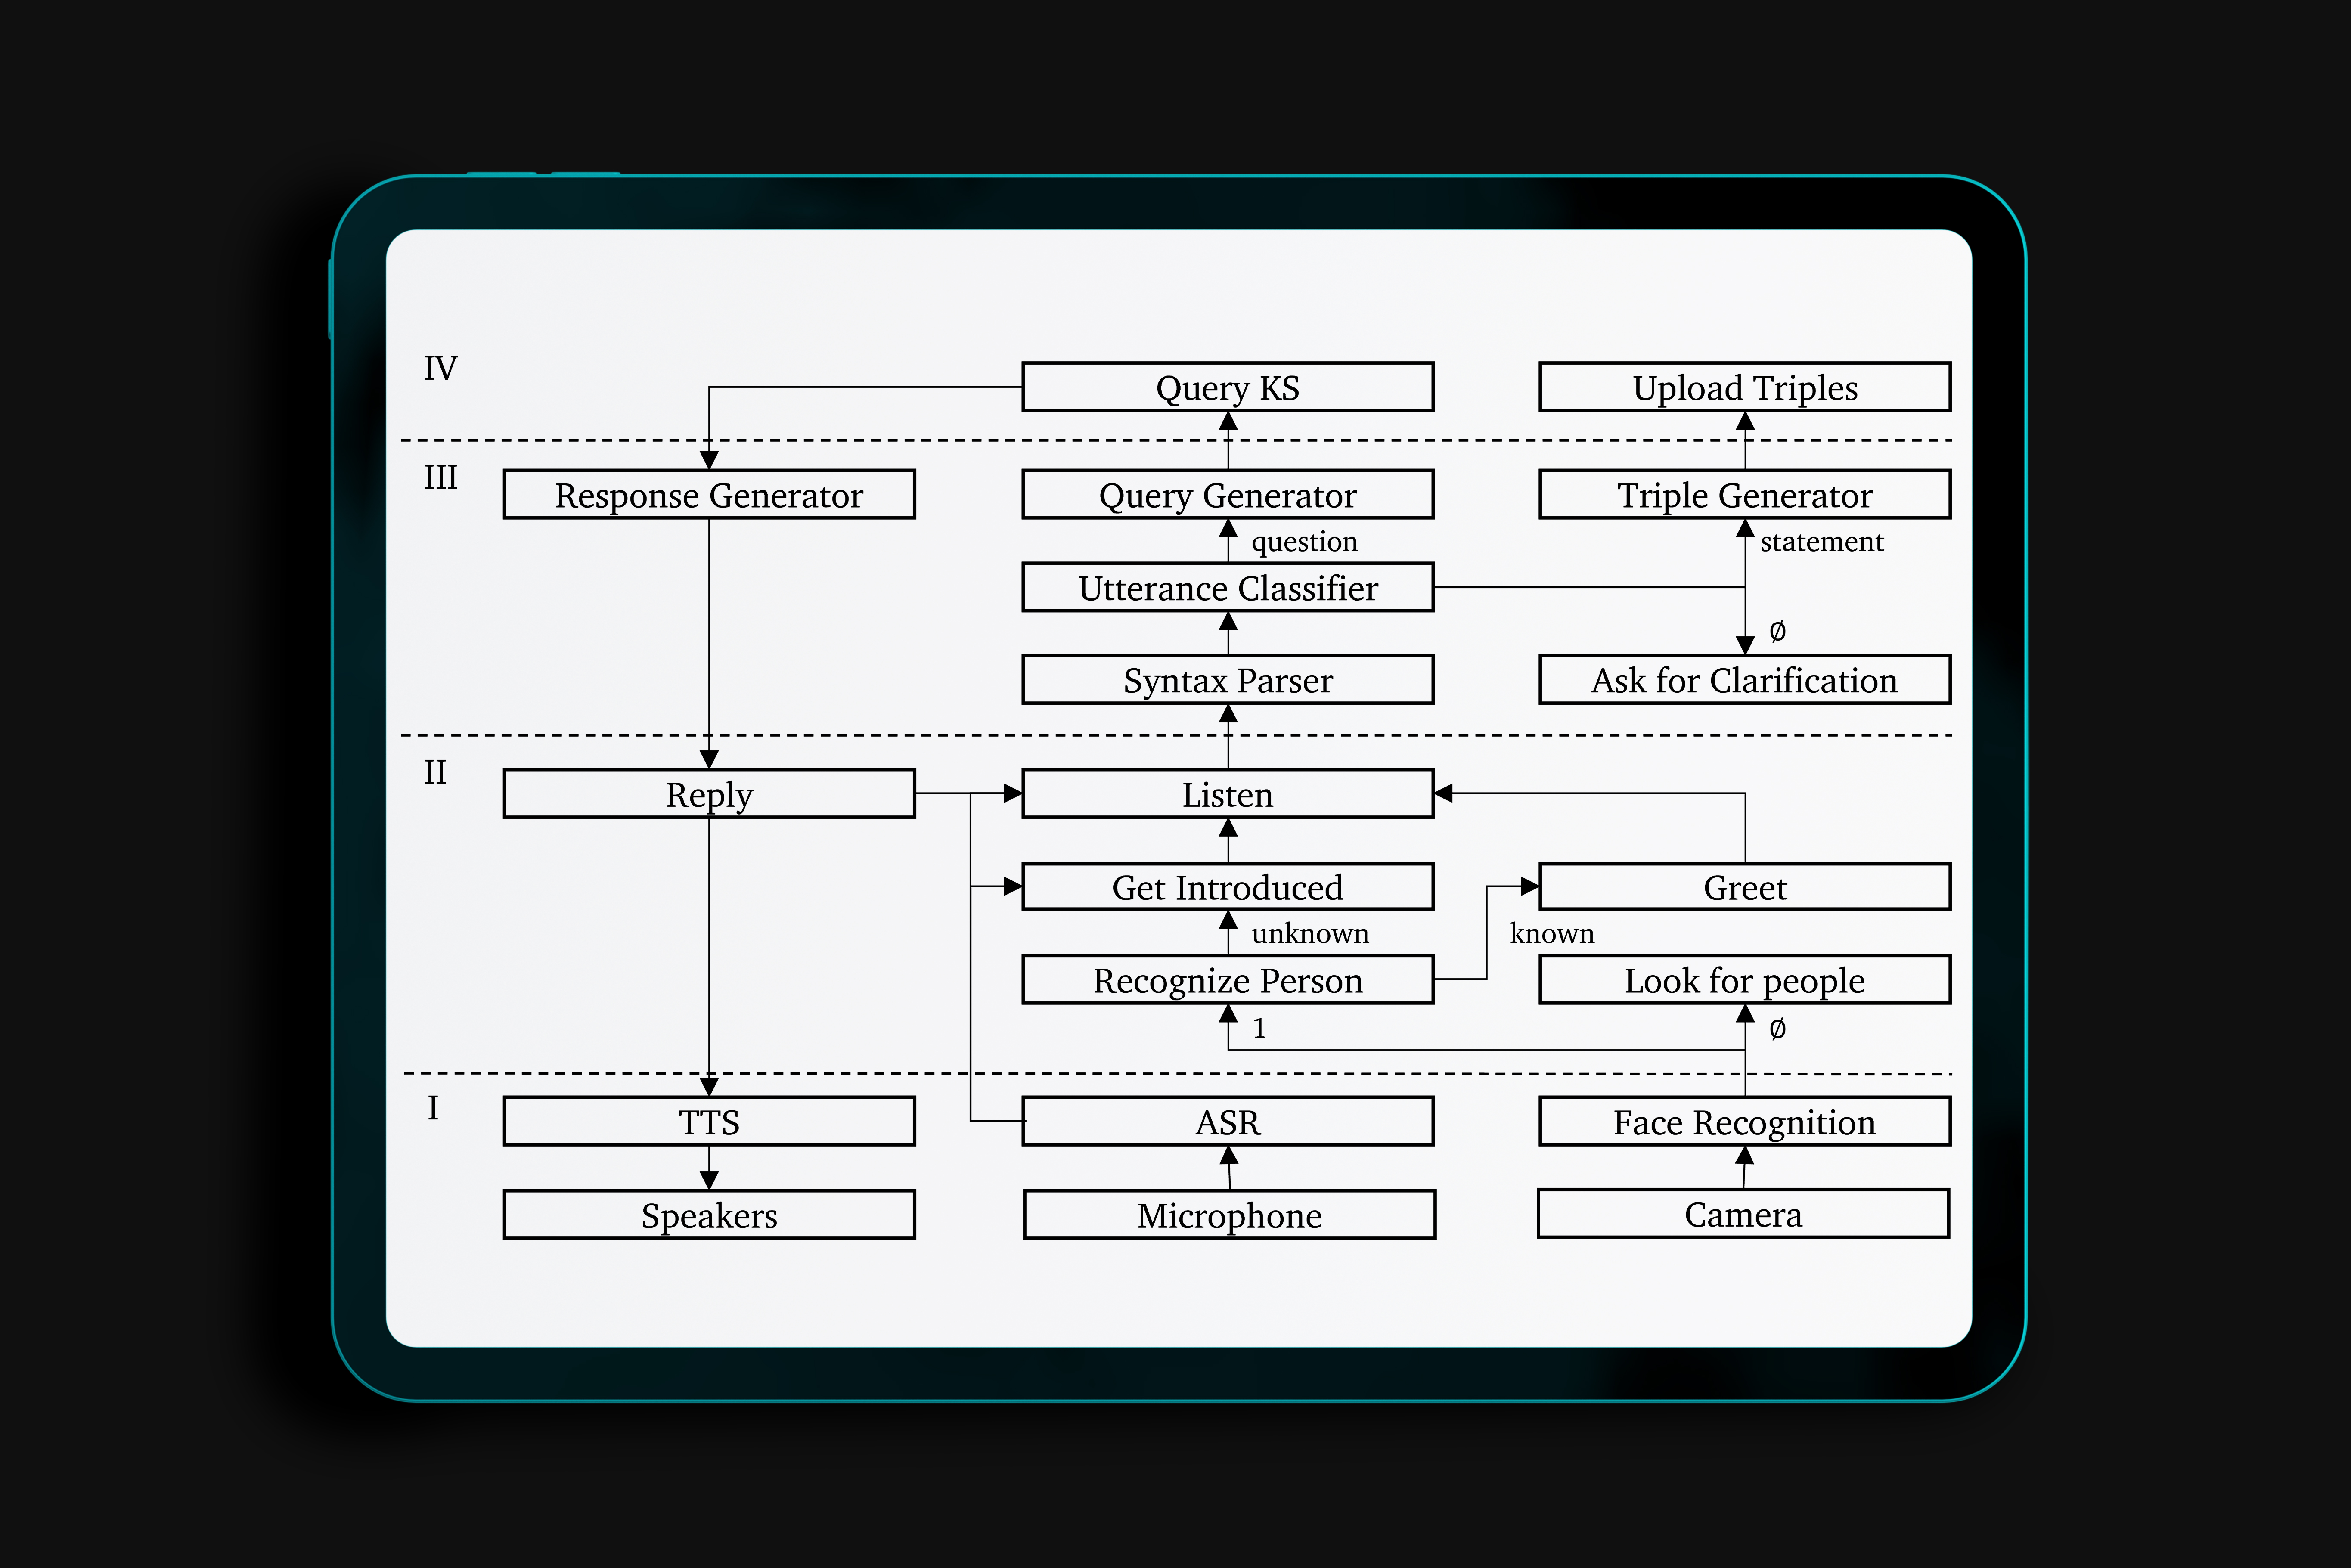 IV
Query KS
Upload Triples
III
Response Generator
Query Generator
Triple Generator
question
statement
Utterance Classifier
∅
Syntax Parser
Ask for Clarification
II
Reply
Listen
Get Introduced
Greet
unknown
known
Recognize Person
Look for people
1
∅
I
TTS
ASR
Face Recognition
Speakers
Microphone
Camera